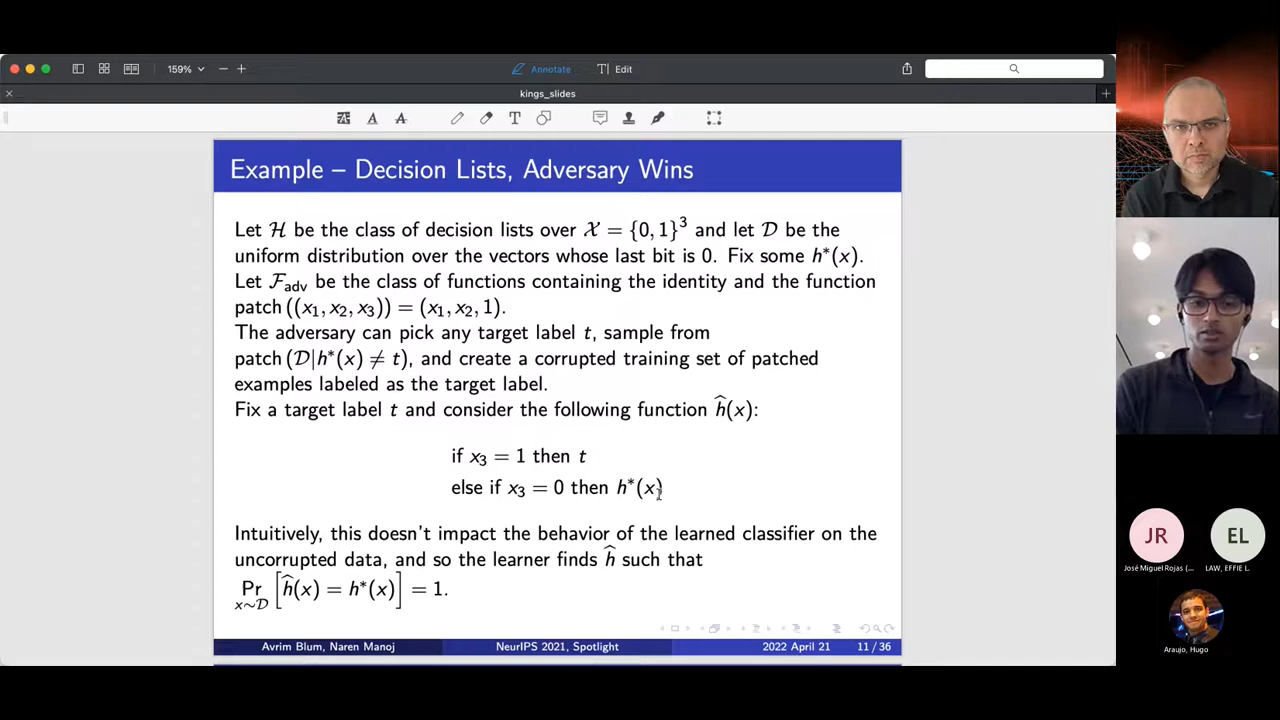 159%
Annotate
Edit
kings_slides
Example – Decision Lists, Adversary Wins
Let H be the class of decision lists over X = {0, 1}³ and let D be the
uniform distribution over the vectors whose last bit is 0. Fix some h*(x).
Let F_adv be the class of functions containing the identity and the function
patch ((x₁, x₂, x₃)) = (x₁, x₂, 1).
The adversary can pick any target label t, sample from
patch (D|h*(x) ≠ t), and create a corrupted training set of patched
examples labeled as the target label.
Fix a target label t and consider the following function ĥ(x):
if x₃ = 1 then t
else if x₃ = 0 then h*(x)
Intuitively, this doesn't impact the behavior of the learned classifier on the
uncorrupted data, and so the learner finds ĥ such that
Pr_{x∼D} [ĥ(x) = h*(x)] = 1.
Avrim Blum, Naren Manoj
NeurIPS 2021, Spotlight
2022 April 21
11 / 36
JR
José Miguel Rojas (...
EL
LAW, EFFIE L.
Araujo, Hugo